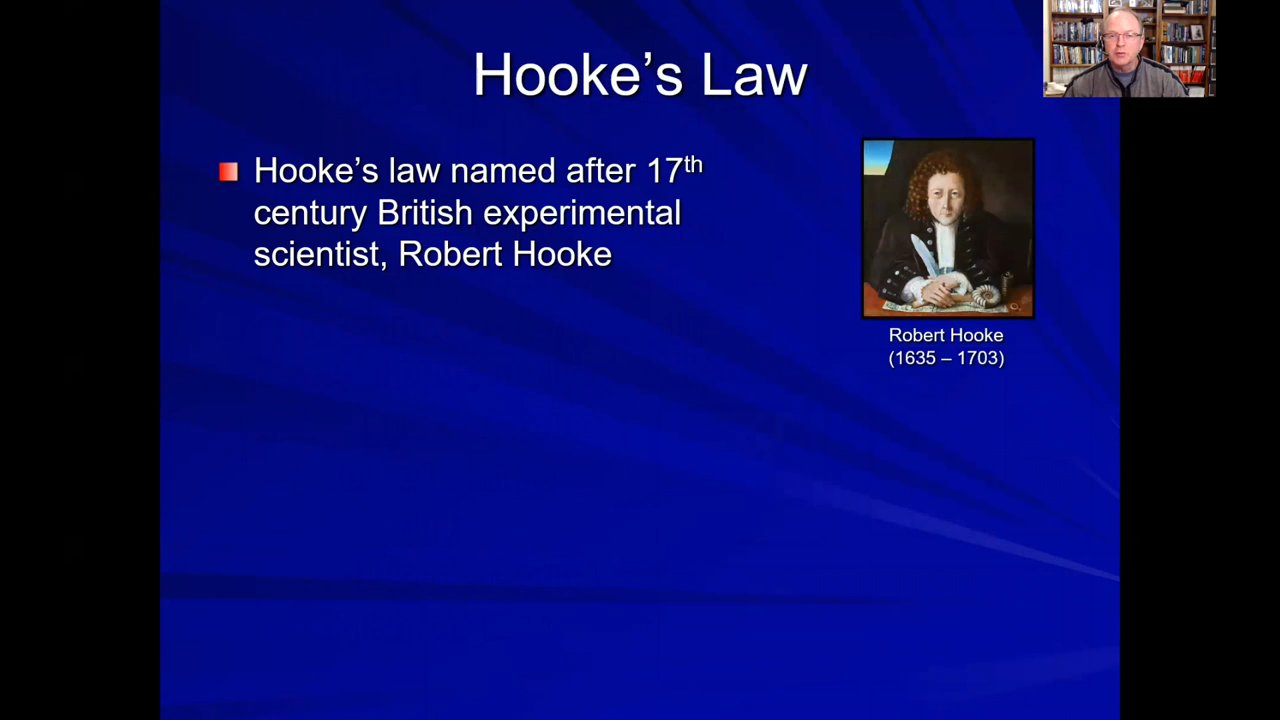 Hooke’s Law
Hooke’s law named after 17th
century British experimental
scientist, Robert Hooke
Robert Hooke
(1635 – 1703)